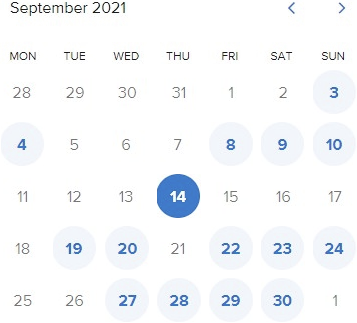 September 2021
MON TUE WED THU FRI SAT SUN
28 29 30 31 1 2 3
4 5 6 7 8 9 10
11 12 13 14 15 16 17
18 19 20 21 22 23 24
25 26 27 28 29 30 1